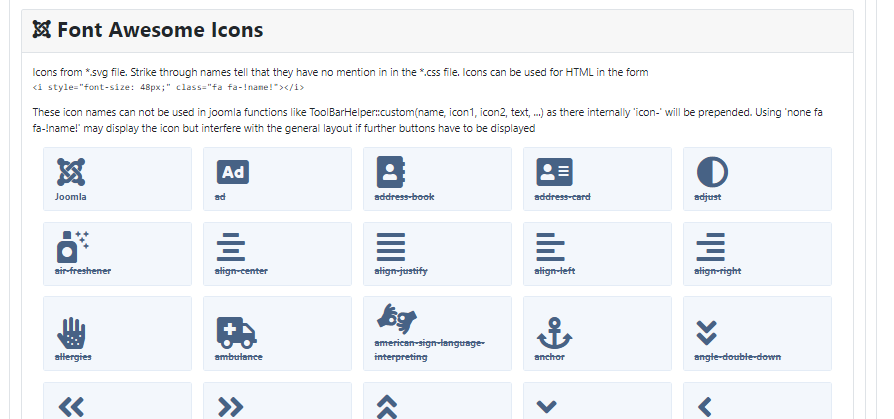 Font Awesome Icons
Icons from *.svg file. Strike through names tell that they have no mention in in the *.css file. Icons can be used for HTML in the form
<i style="font-size: 48px;" class="fa fa-!name!"></i>
These icon names can not be used in joomla functions like ToolBarHelper::custom(name, icon1, icon2, text, ...) as there internally 'icon-' will be prepended. Using 'none fa
fa-!name!' may display the icon but interfere with the general layout if further buttons have to be displayed
Ad
Joomla ad address-book address-card adjust
air-freshener align-center align-justify align-left align-right
allergies ambulance american-sign-language-
interpreting anchor angle-double-down